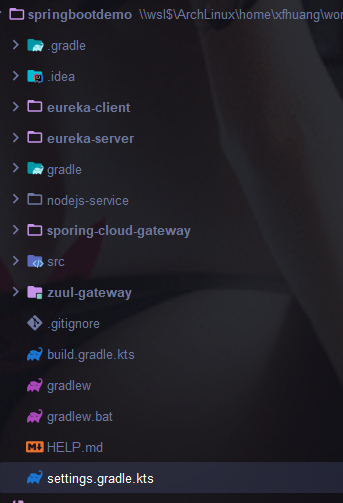 springbootdemo \\wsl$\ArchLinux\home\xfhuang\wor
.gradle
.idea
eureka-client
eureka-server
gradle
nodejs-service
sporing-cloud-gateway
src
zuul-gateway
.gitignore
build.gradle.kts
gradlew
gradlew.bat
HELP.md
settings.gradle.kts